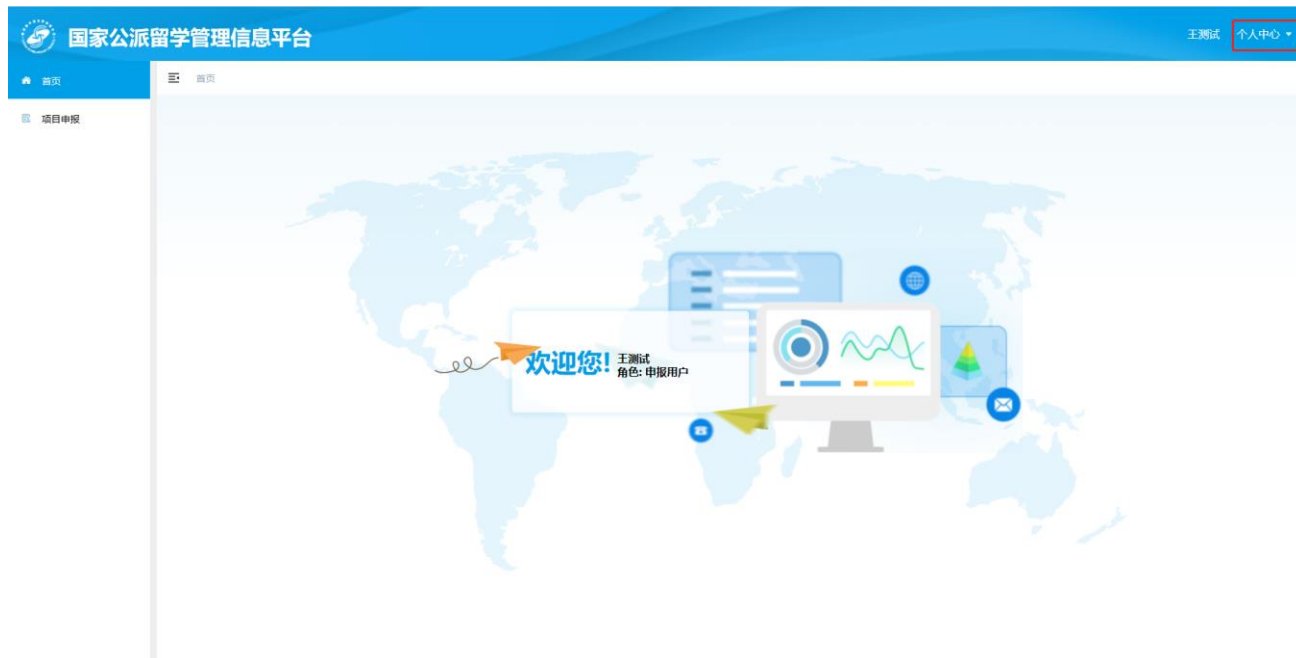 国家公派留学管理信息平台
王测试 个人中心
首页
首页
项目申报
欢迎您! 王测试
角色: 申报用户